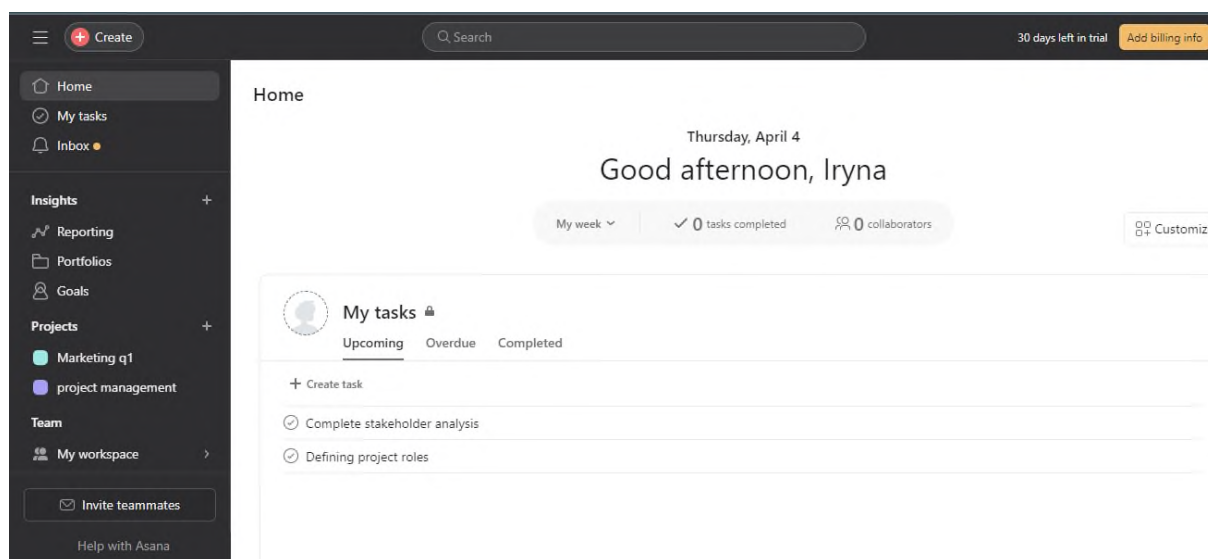 Create
Search
30 days left in trial
Add billing info
Home
My tasks
Inbox
Insights +
Reporting
Portfolios
Goals
Projects +
Marketing q1
project management
Team
My workspace
Invite teammates
Help with Asana
Home
Thursday, April 4
Good afternoon, Iryna
My week
0 tasks completed
0 collaborators
Customiz
My tasks
Upcoming Overdue Completed
+ Create task
Complete stakeholder analysis
Defining project roles